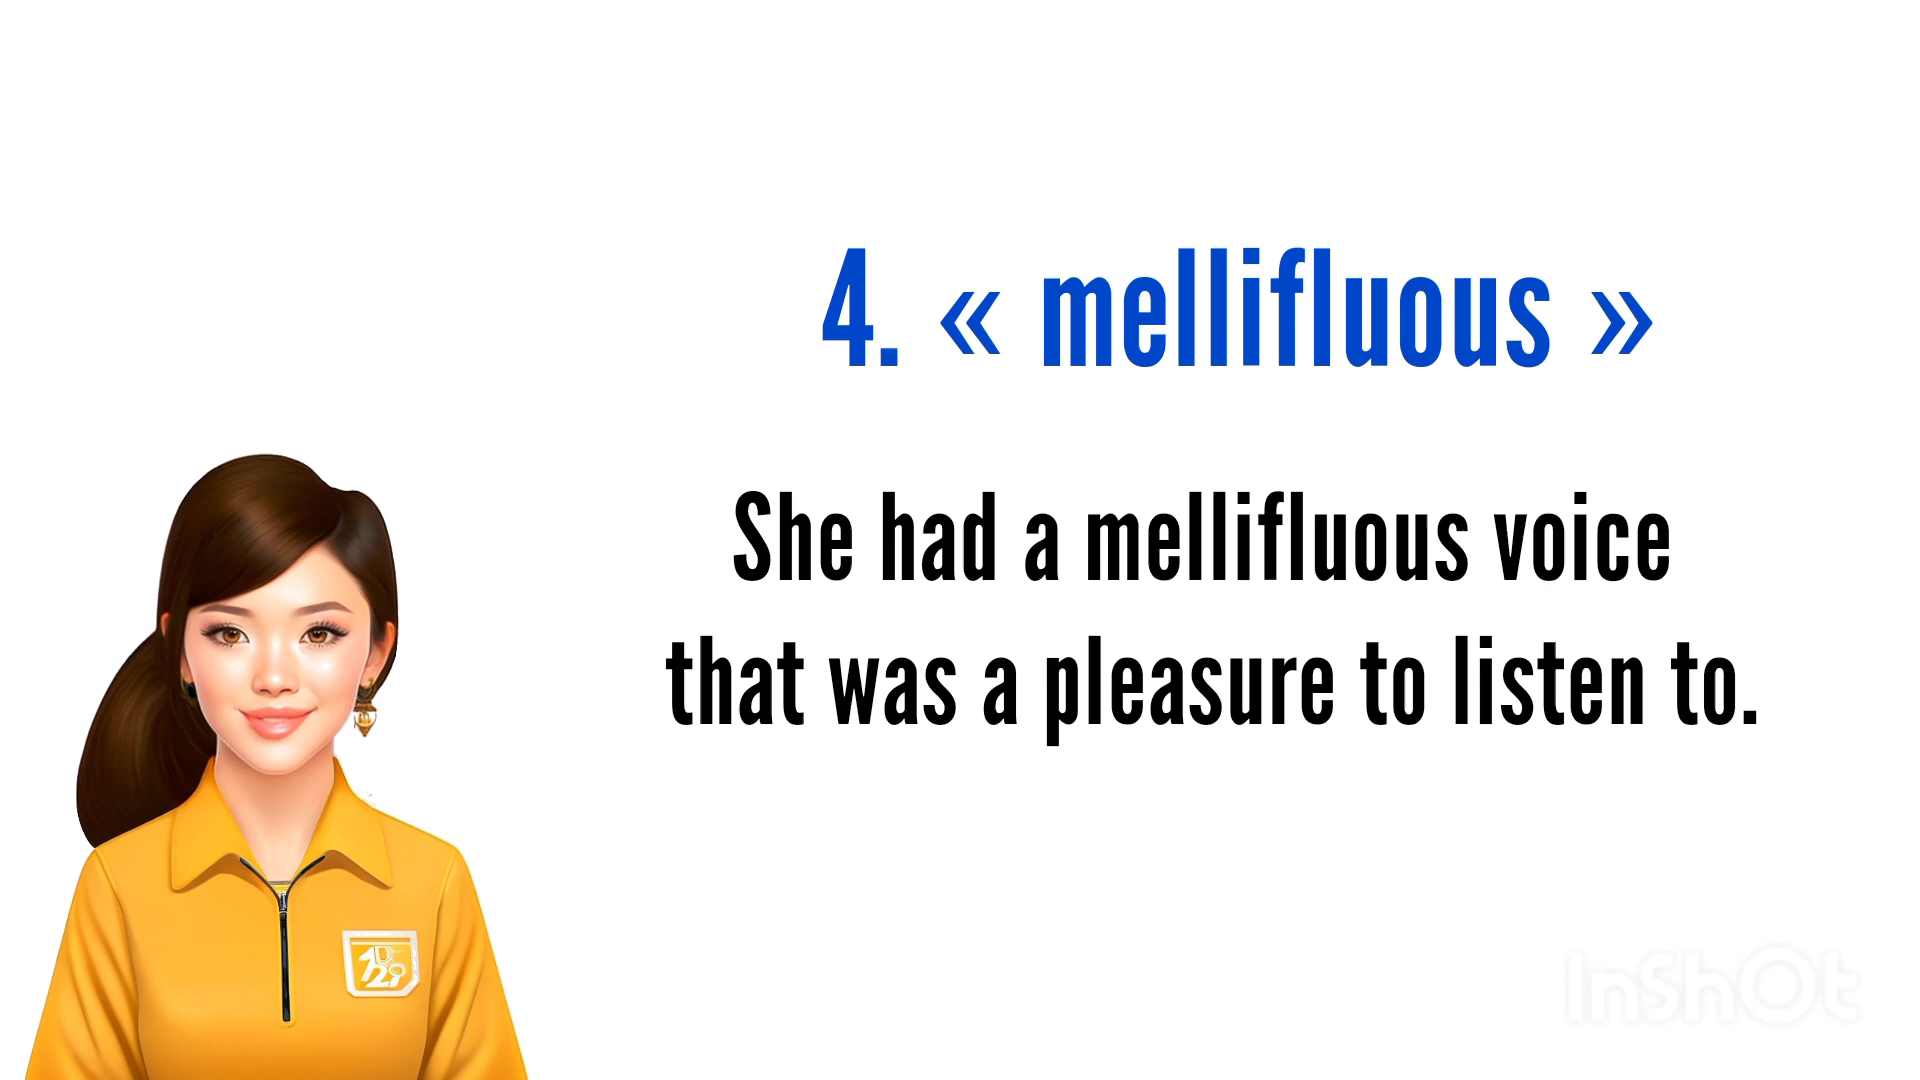 4. « mellifluous »
She had a mellifluous voice
that was a pleasure to listen to.
InShOt